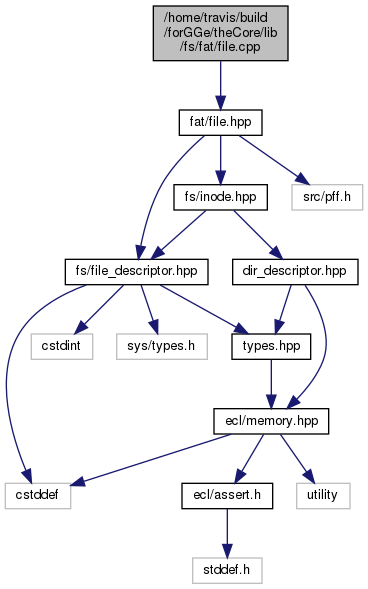 /home/travis/build
/forGGe/theCore/lib
/fs/fat/file.cpp
fat/file.hpp
fs/inode.hpp
src/pff.h
fs/file_descriptor.hpp
dir_descriptor.hpp
cstdint
sys/types.h
types.hpp
ecl/memory.hpp
cstddef
ecl/assert.h
utility
stddef.h